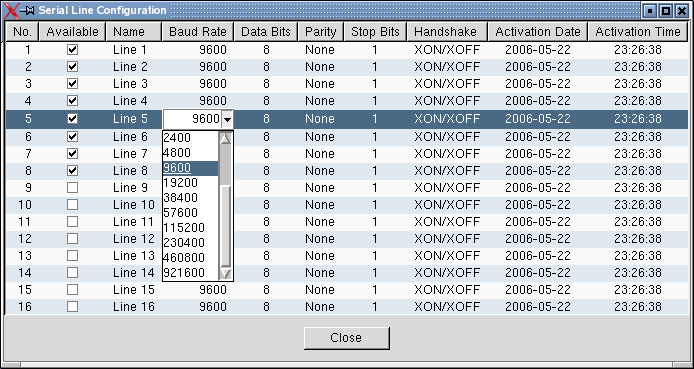 Serial Line Configuration
No. Available Name Baud Rate Data Bits Parity Stop Bits Handshake Activation Date Activation Time
1 Line 1 9600 8 None 1 XON/XOFF 2006-05-22 23:26:38
2 Line 2 9600 8 None 1 XON/XOFF 2006-05-22 23:26:38
3 Line 3 9600 8 None 1 XON/XOFF 2006-05-22 23:26:38
4 Line 4 9600 8 None 1 XON/XOFF 2006-05-22 23:26:38
5 Line 5 9600 8 None 1 XON/XOFF 2006-05-22 23:26:38
6 Line 6 8 None 1 XON/XOFF 2006-05-22 23:26:38
7 Line 7 8 None 1 XON/XOFF 2006-05-22 23:26:38
8 Line 8 8 None 1 XON/XOFF 2006-05-22 23:26:38
9 Line 9 8 None 1 XON/XOFF 2006-05-22 23:26:38
10 Line 10 8 None 1 XON/XOFF 2006-05-22 23:26:38
11 Line 11 8 None 1 XON/XOFF 2006-05-22 23:26:38
12 Line 12 8 None 1 XON/XOFF 2006-05-22 23:26:38
13 Line 13 8 None 1 XON/XOFF 2006-05-22 23:26:38
14 Line 14 8 None 1 XON/XOFF 2006-05-22 23:26:38
15 Line 15 9600 8 None 1 XON/XOFF 2006-05-22 23:26:38
16 Line 16 9600 8 None 1 XON/XOFF 2006-05-22 23:26:38
2400
4800
9600
19200
38400
57600
115200
230400
460800
921600
Close